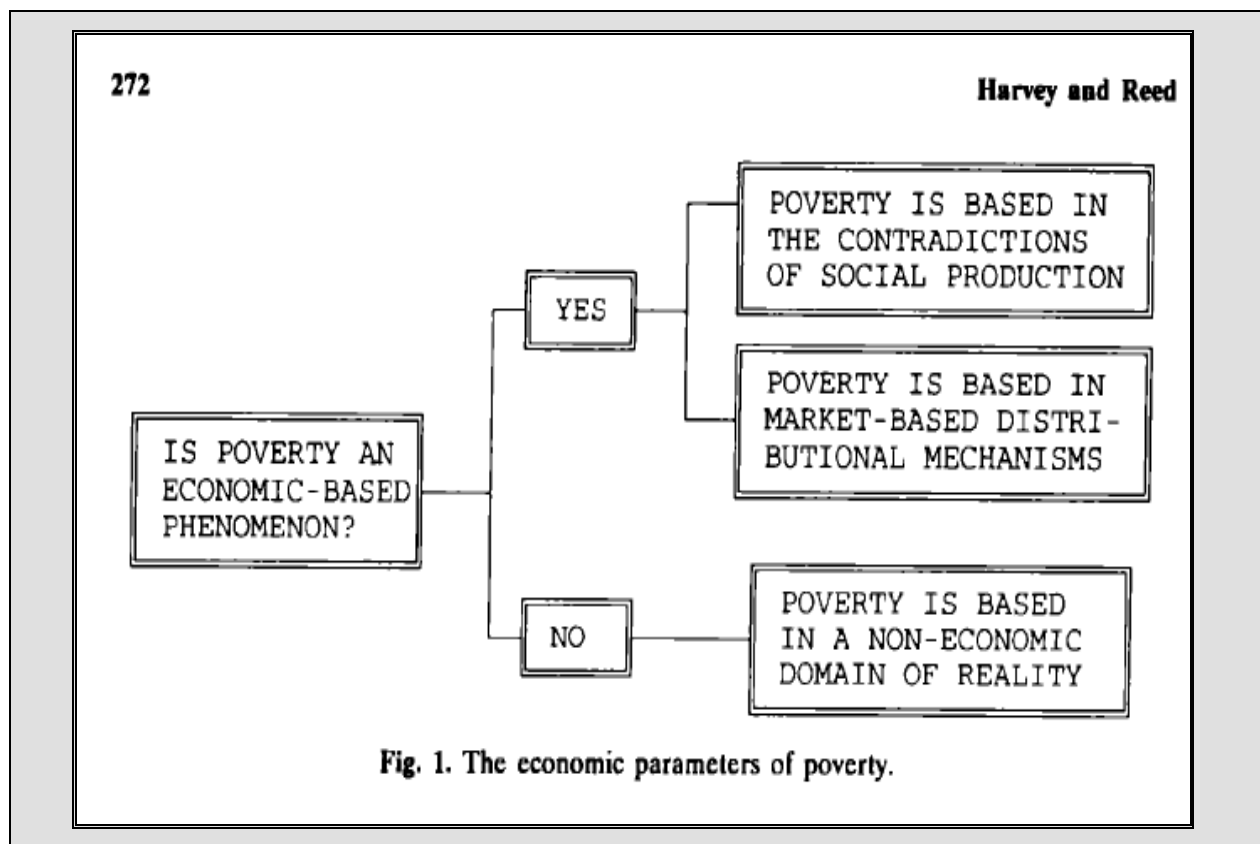 272
Harvey and Reed
POVERTY IS BASED IN
THE CONTRADICTIONS
OF SOCIAL PRODUCTION
YES
POVERTY IS BASED IN
MARKET-BASED DISTRI-
BUTIONAL MECHANISMS
IS POVERTY AN
ECONOMIC-BASED
PHENOMENON?
NO
POVERTY IS BASED
IN A NON-ECONOMIC
DOMAIN OF REALITY
Fig. 1. The economic parameters of poverty.